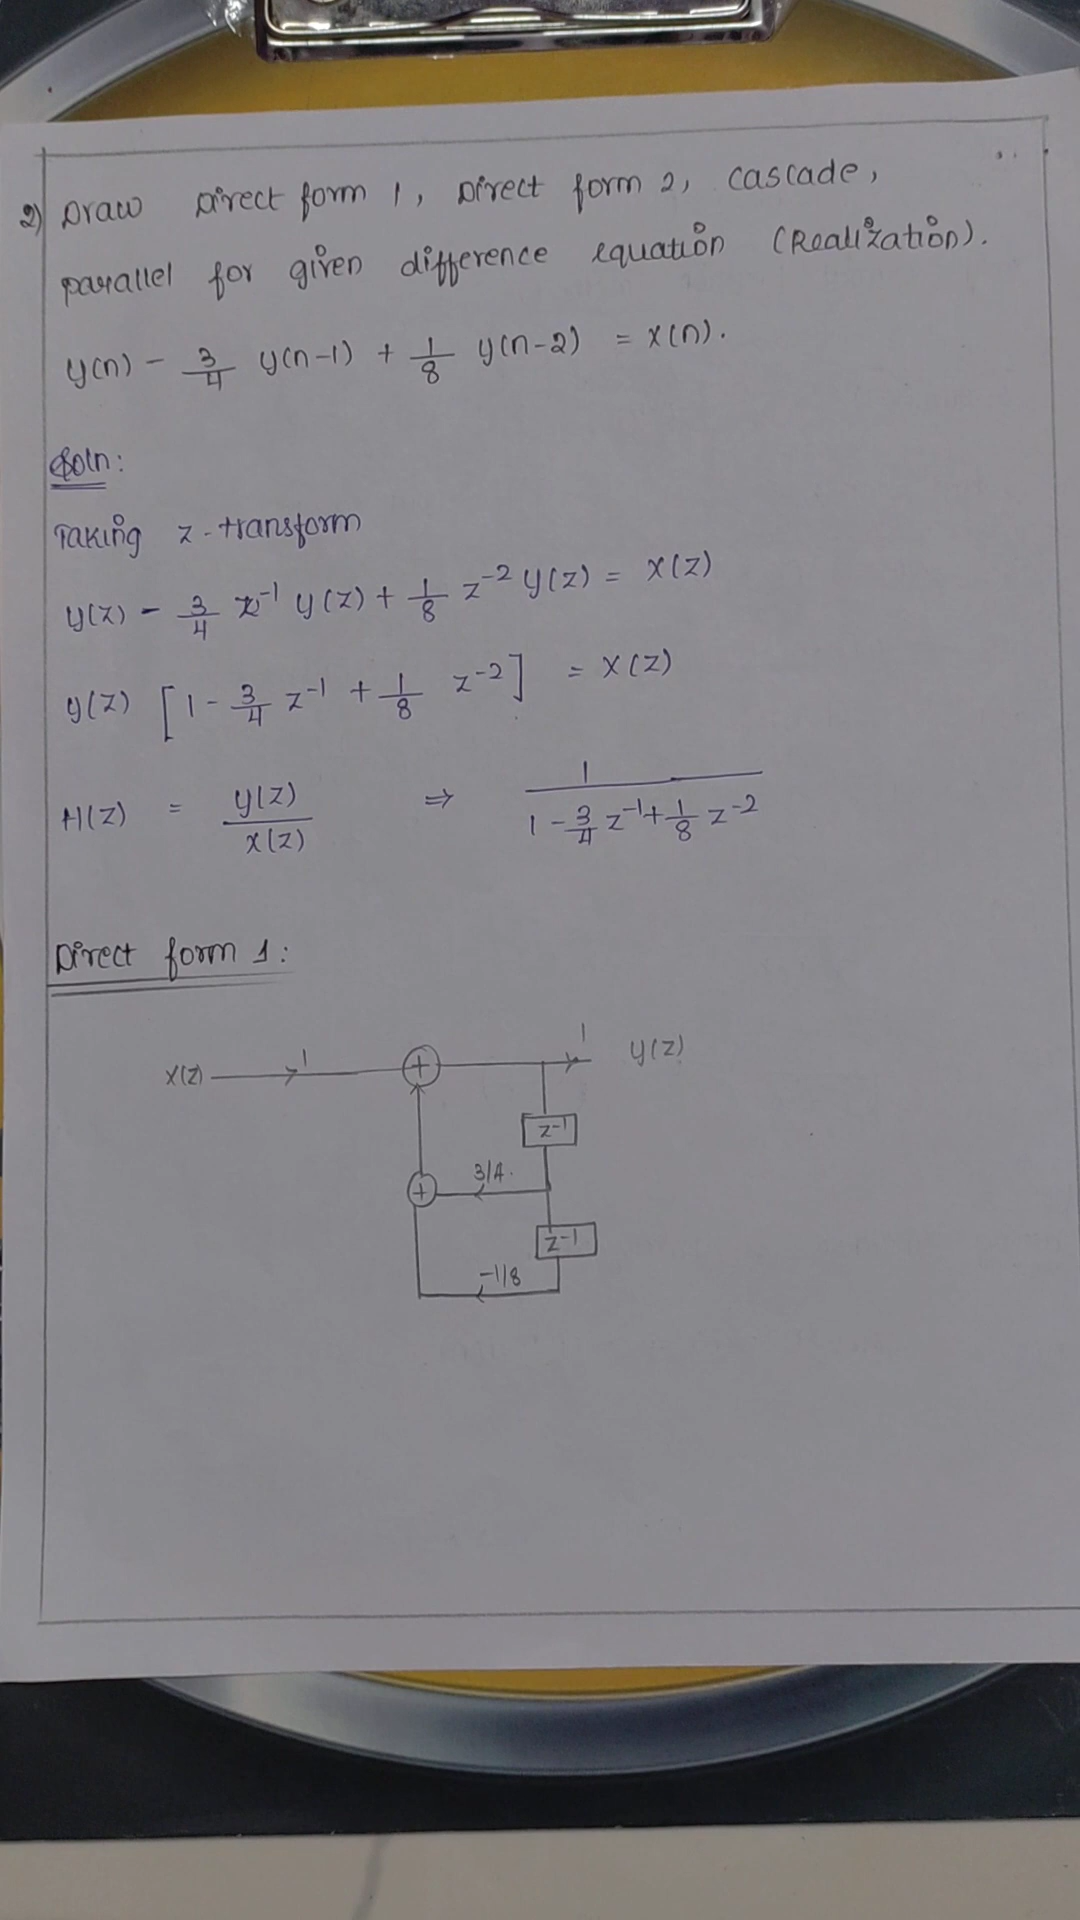 2) Draw Direct form 1, Direct form 2, cascade,
parallel for given difference equation (Realization).
y(n) - 3/4 y(n-1) + 1/8 y(n-2) = x(n).
Soln:
Taking z-transform
y(z) - 3/4 z^-1 y(z) + 1/8 z^-2 y(z) = x(z)
y(z) [1 - 3/4 z^-1 + 1/8 z^-2] = x(z)
H(z) = y(z)/x(z) ⇒ 1/(1 - 3/4 z^-1 + 1/8 z^-2)
Direct form 1:
x(z) 1 + 1 y(z)
z^-1
+ 3/4.
z^-1
-1/8